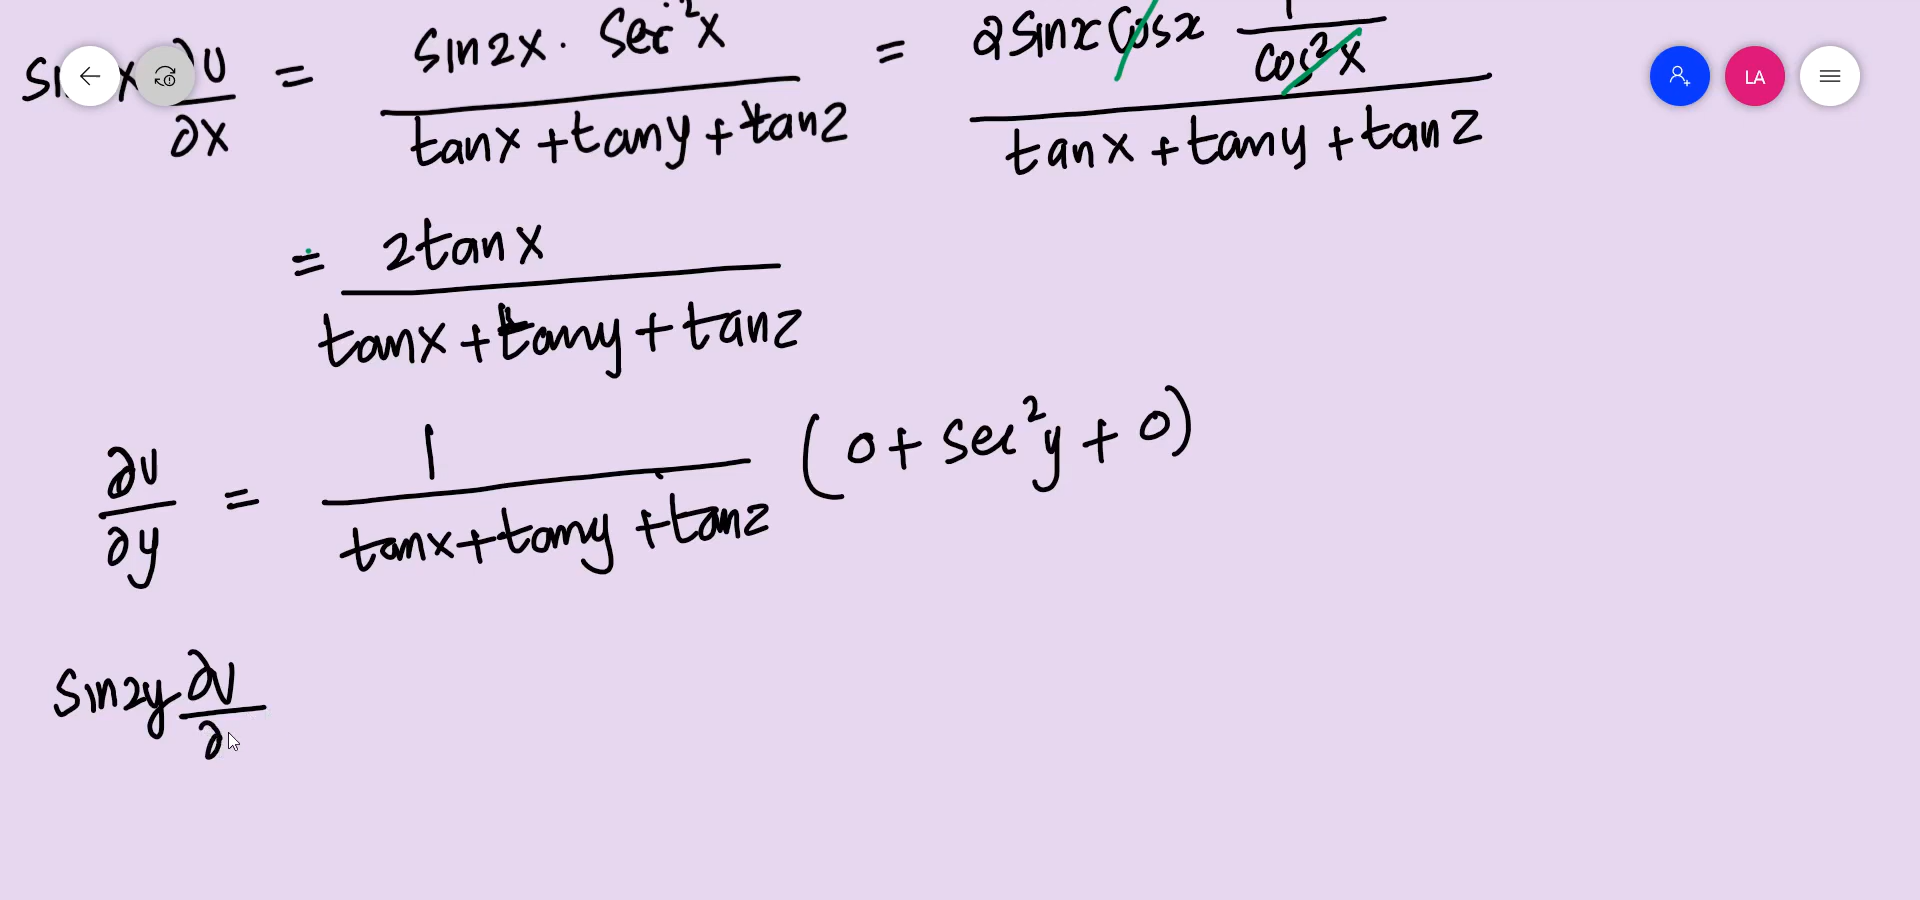 sin2x ∂u/∂x = sin2x · sec²x / (tanx + tany + tanz) = 2sinx cosx 1/cos²x / (tanx + tany + tanz)
= 2tanx / (tanx + tany + tanz)
∂u/∂y = 1 / (tanx + tany + tanz) (0 + sec²y + 0)
sin2y ∂u/∂
LA